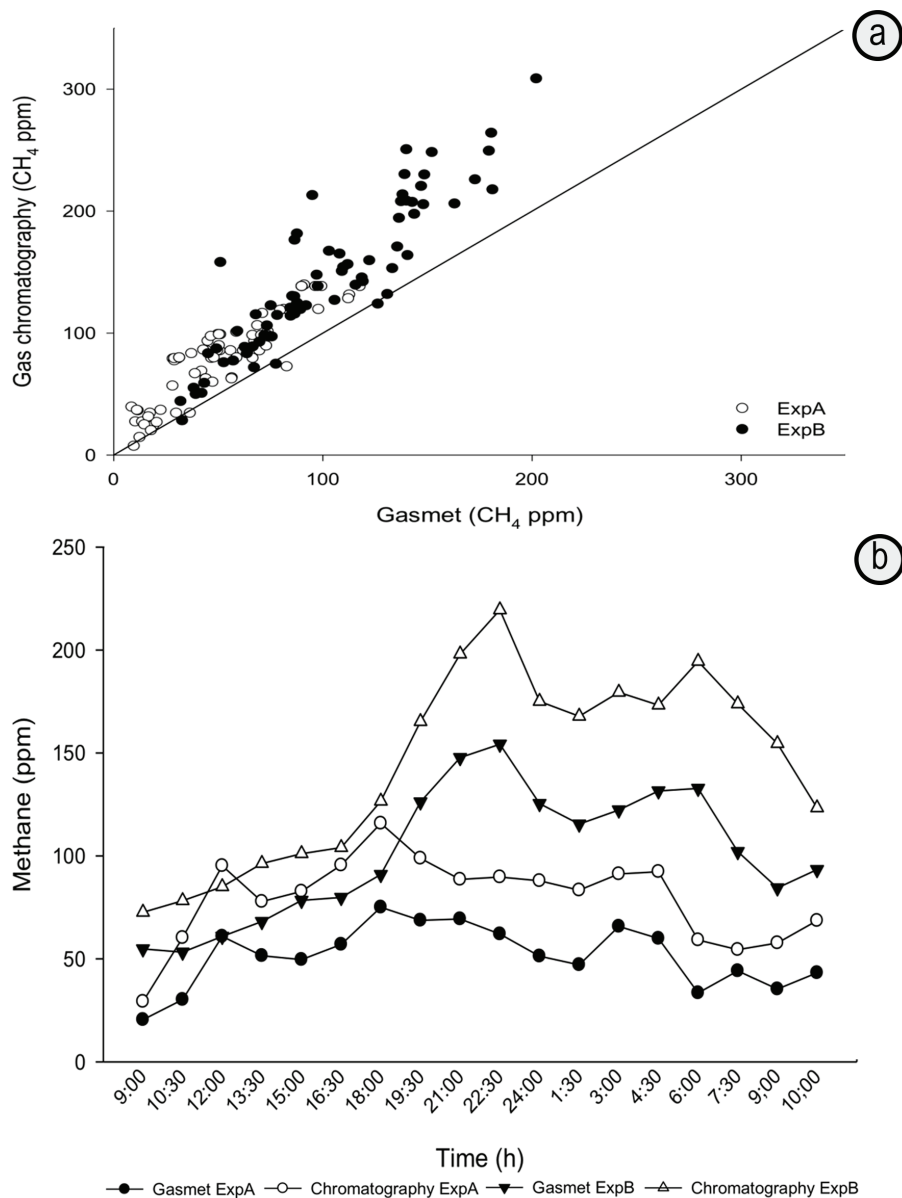 a
Gas chromatography (CH4 ppm)
300
200
100
0
ExpA
ExpB
0 100 200 300
Gasmet (CH4 ppm)
b
Methane (ppm)
250
200
150
100
50
0
9:00 10:30 12:00 13:30 15:00 16:30 18:00 19:30 21:00 22:30 24:00 1:30 3:00 4:30 6:00 7:30 9,00 10;00
Time (h)
Gasmet ExpA Chromatography ExpA Gasmet ExpB Chromatography ExpB